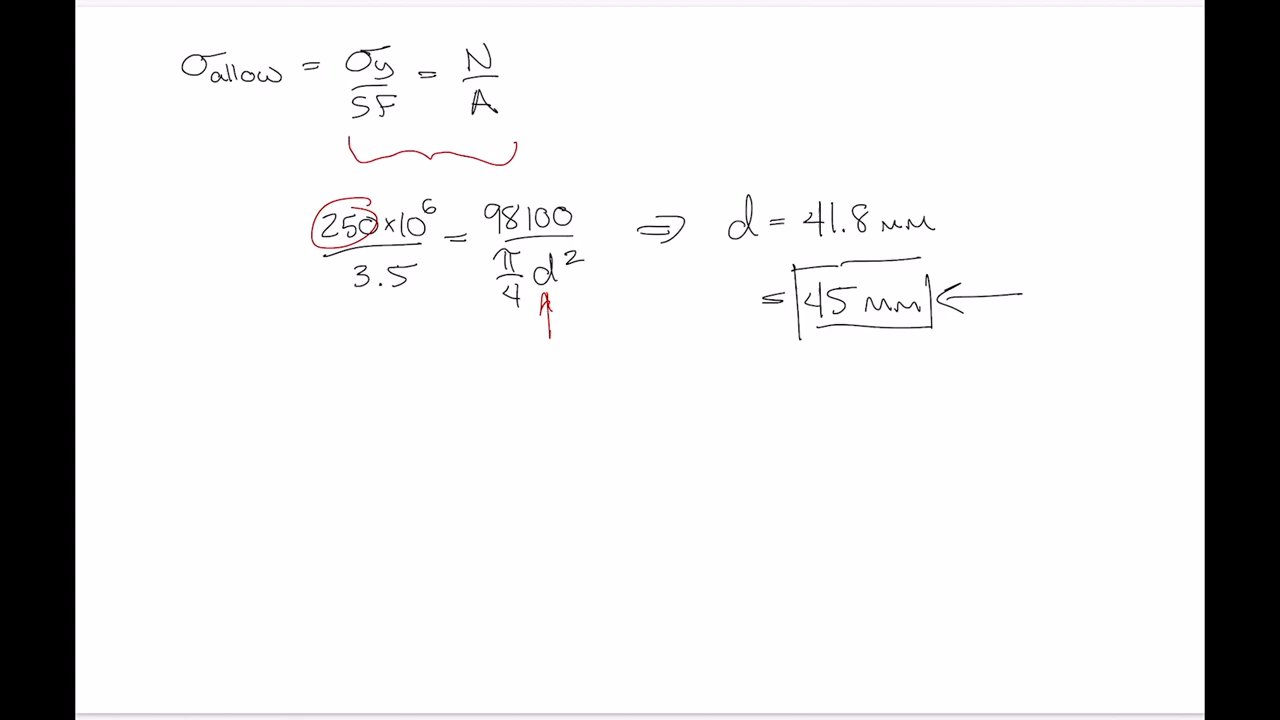 σallow = σy/SF = N/A
250×10⁶/3.5 = 98100/(π/4 d²) ⇒ d = 41.8 mm
= 45 mm ←